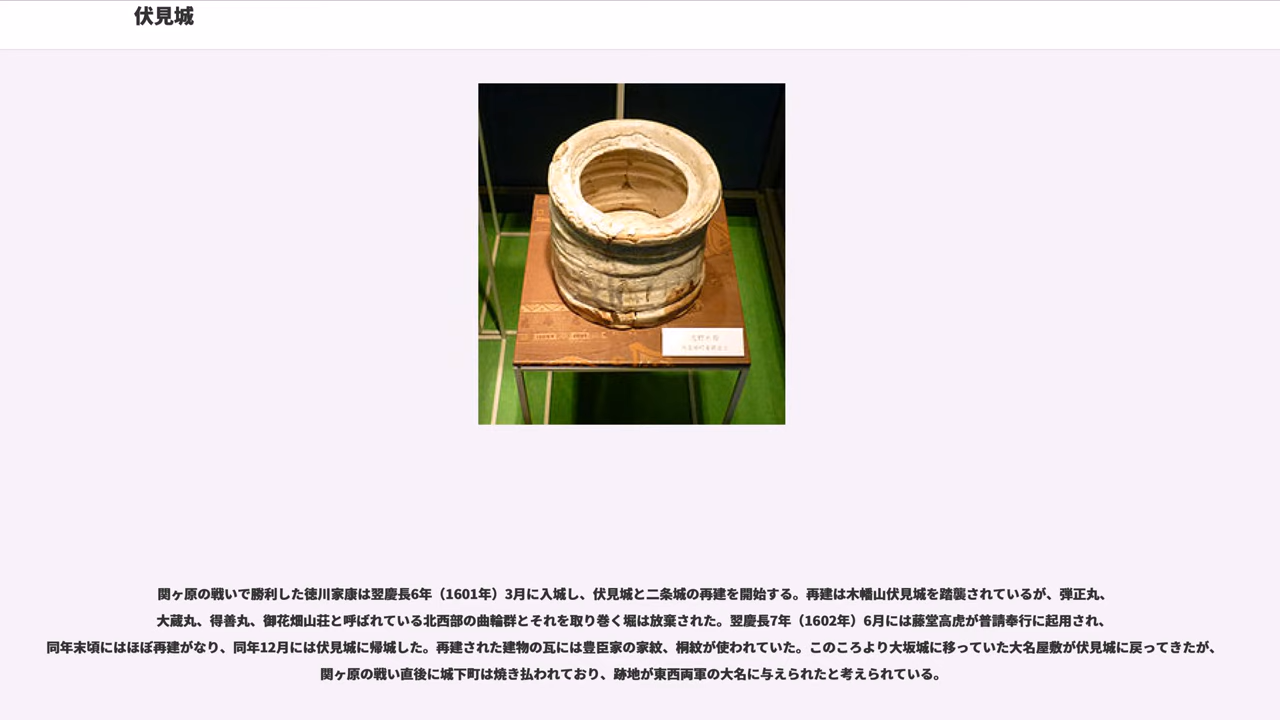 伏見城
関ヶ原の戦いで勝利した徳川家康は翌慶長6年（1601年）3月に入城し、伏見城と二条城の再建を開始する。再建は木幡山伏見城を踏襲されているが、弾正丸、
大蔵丸、得善丸、御花畑山荘と呼ばれている北西部の曲輪群とそれを取り巻く堀は放棄された。翌慶長7年（1602年）6月には藤堂高虎が普請奉行に起用され、
同年末頃にはほぼ再建がなり、同年12月には伏見城に帰城した。再建された建物の瓦には豊臣家の家紋、桐紋が使われていた。このころより大坂城に移っていた大名屋敷が伏見城に戻ってきたが、
関ヶ原の戦い直後に城下町は焼き払われており、跡地が東西両軍の大名に与えられたと考えられている。